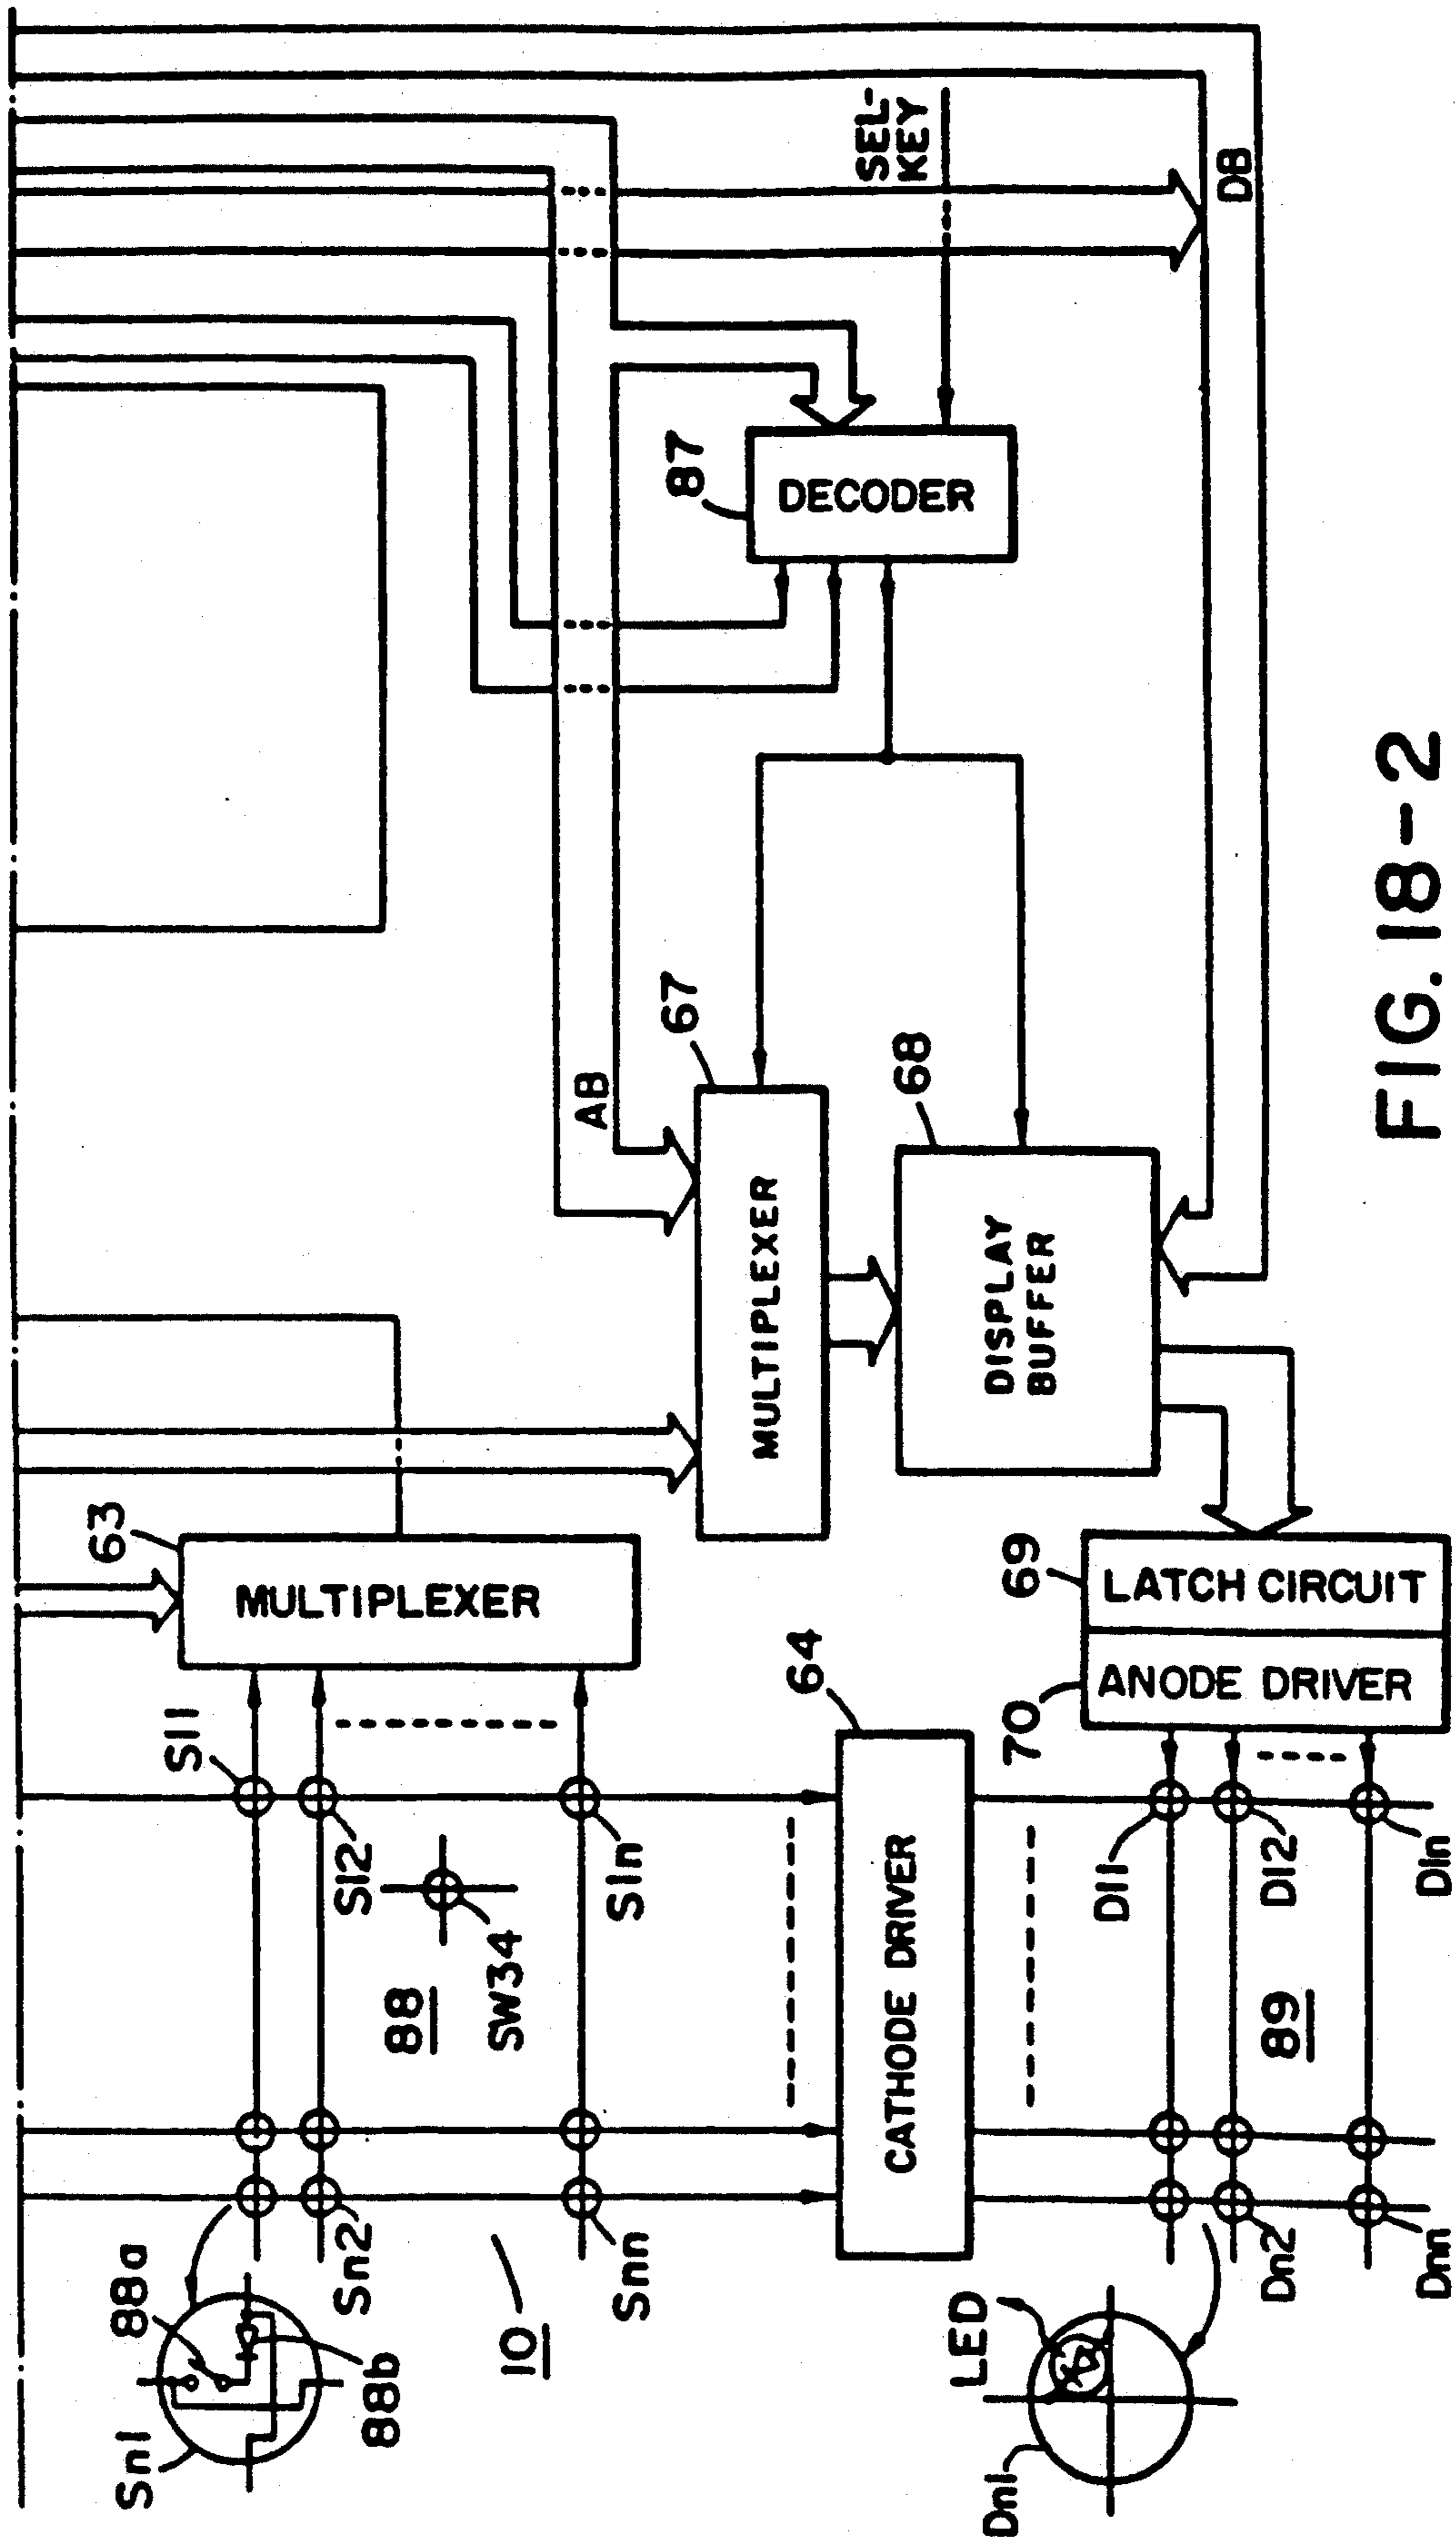 Sn1
88a
88b
10
Sn2
Snn
88
SW34
S11
S12
S1n
63
MULTIPLEXER
64
CATHODE DRIVER
LED
Dn1
Dn2
Dnn
89
D11
D12
D1n
69
LATCH CIRCUIT
70
ANODE DRIVER
67
MULTIPLEXER
AB
68
DISPLAY
BUFFER
87
DECODER
SEL-
KEY
DB
FIG. 18-2